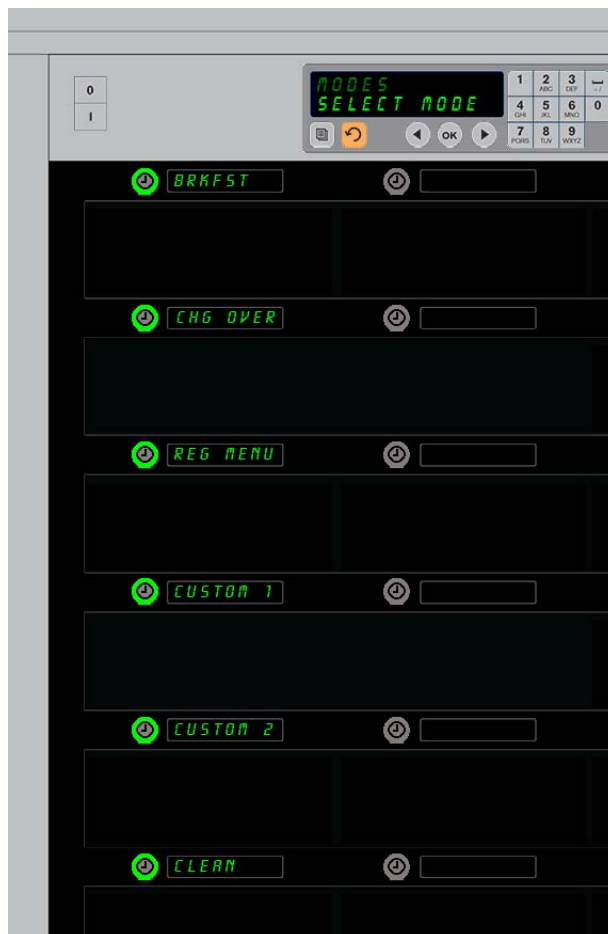 0
I
MODES
SELECT MODE
OK
1
2 ABC
3 DEF
-/
4 GHI
5 JKL
6 MNO
0
7 PQRS
8 TUV
9 WXYZ
BRKFST
CHG OVER
REG MENU
CUSTOM 1
CUSTOM 2
CLEAN